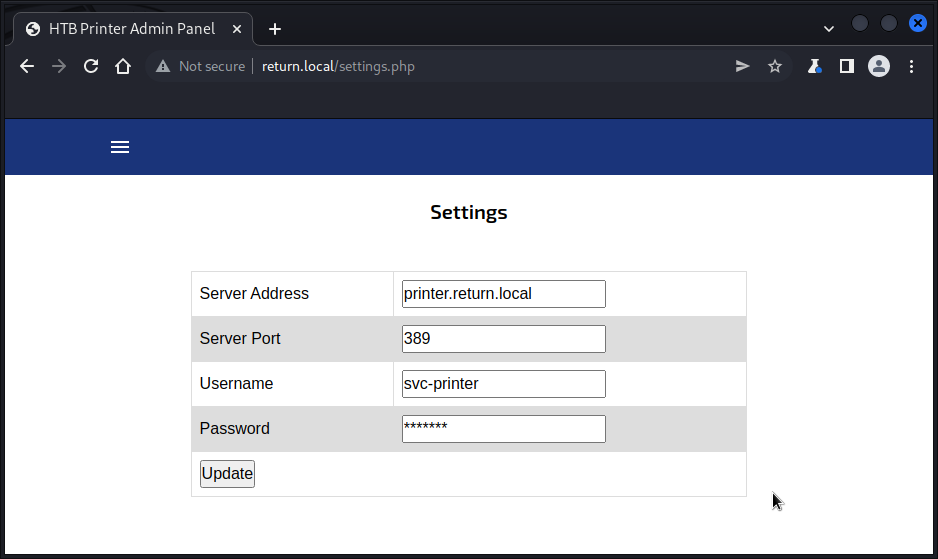 HTB Printer Admin Panel
Not secure | return.local/settings.php
Settings
Server Address printer.return.local
Server Port 389
Username svc-printer
Password *******
Update